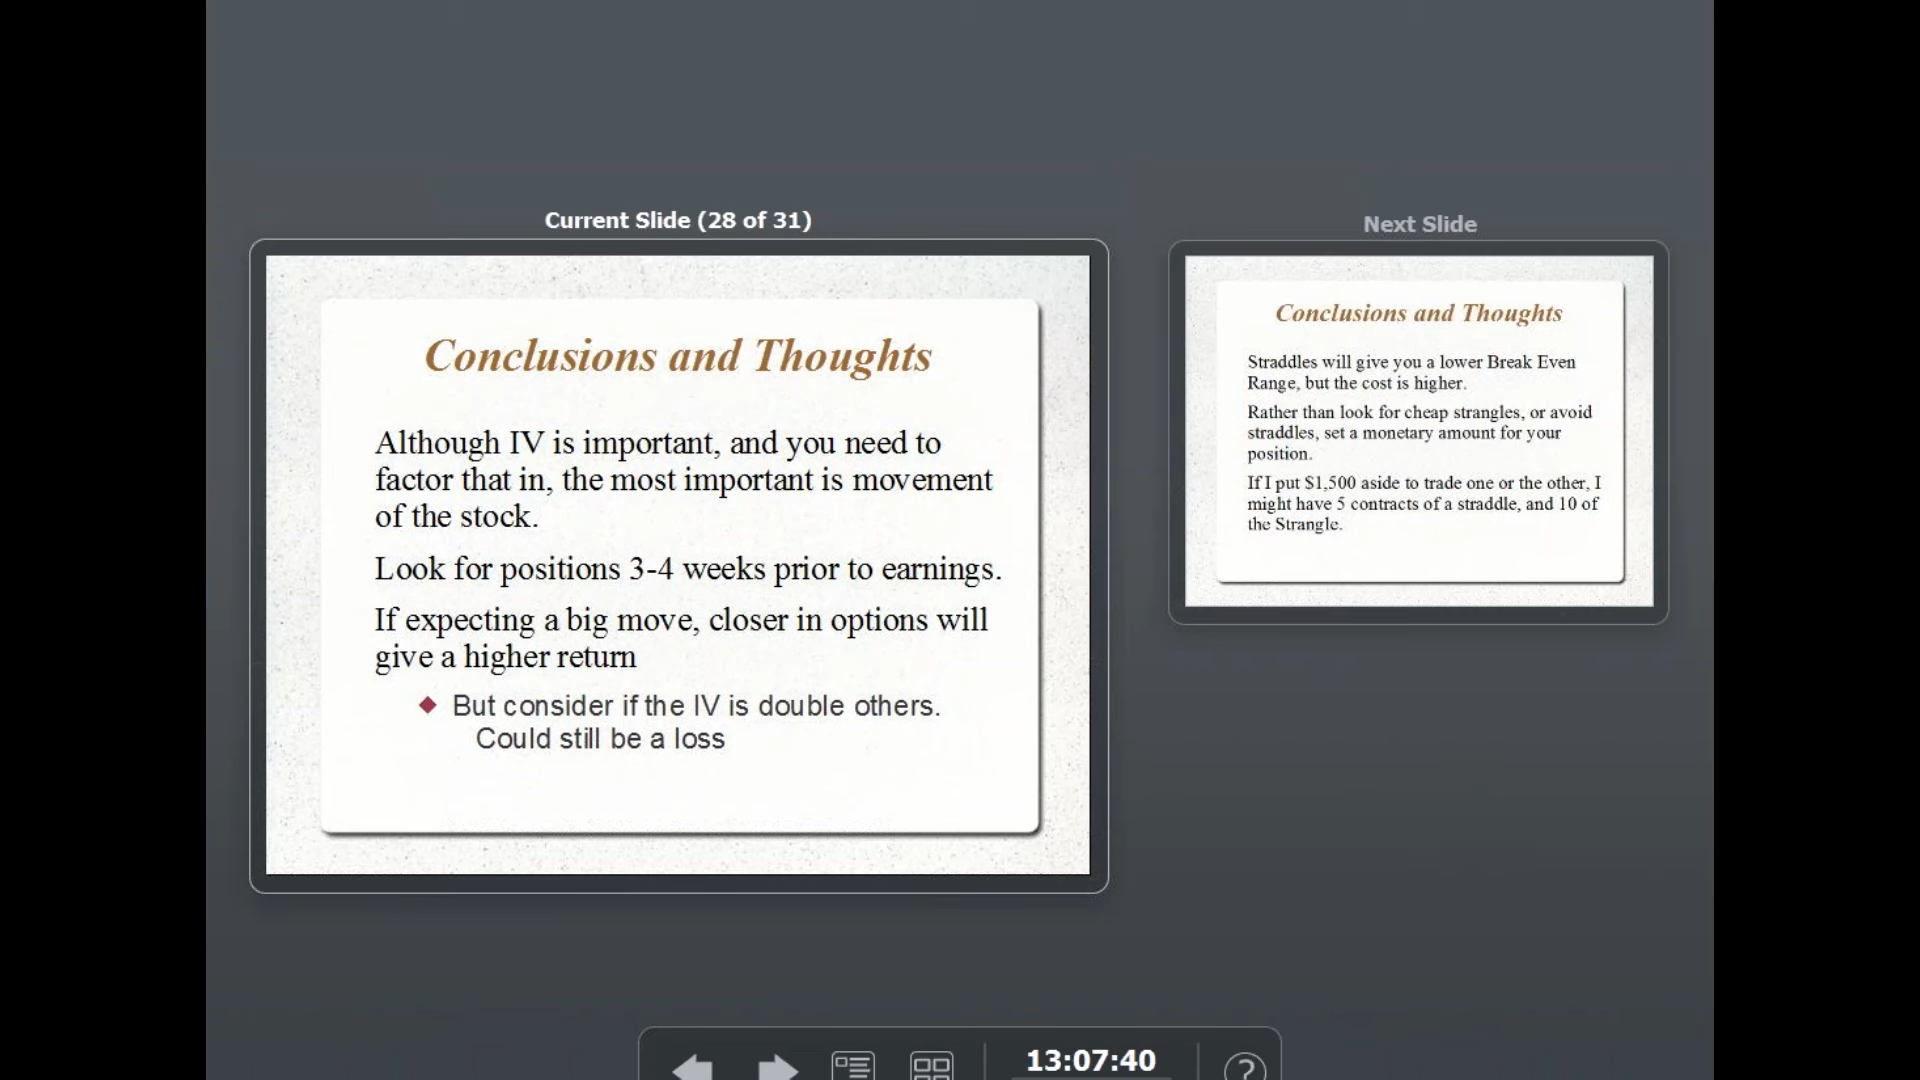 Current Slide (28 of 31)
Conclusions and Thoughts
Although IV is important, and you need to
factor that in, the most important is movement
of the stock.
Look for positions 3-4 weeks prior to earnings.
If expecting a big move, closer in options will
give a higher return
But consider if the IV is double others.
Could still be a loss
Next Slide
Conclusions and Thoughts
Straddles will give you a lower Break Even
Range, but the cost is higher.
Rather than look for cheap strangles, or avoid
straddles, set a monetary amount for your
position.
If I put $1,500 aside to trade one or the other, I
might have 5 contracts of a straddle, and 10 of
the Strangle.
13:07:40
?